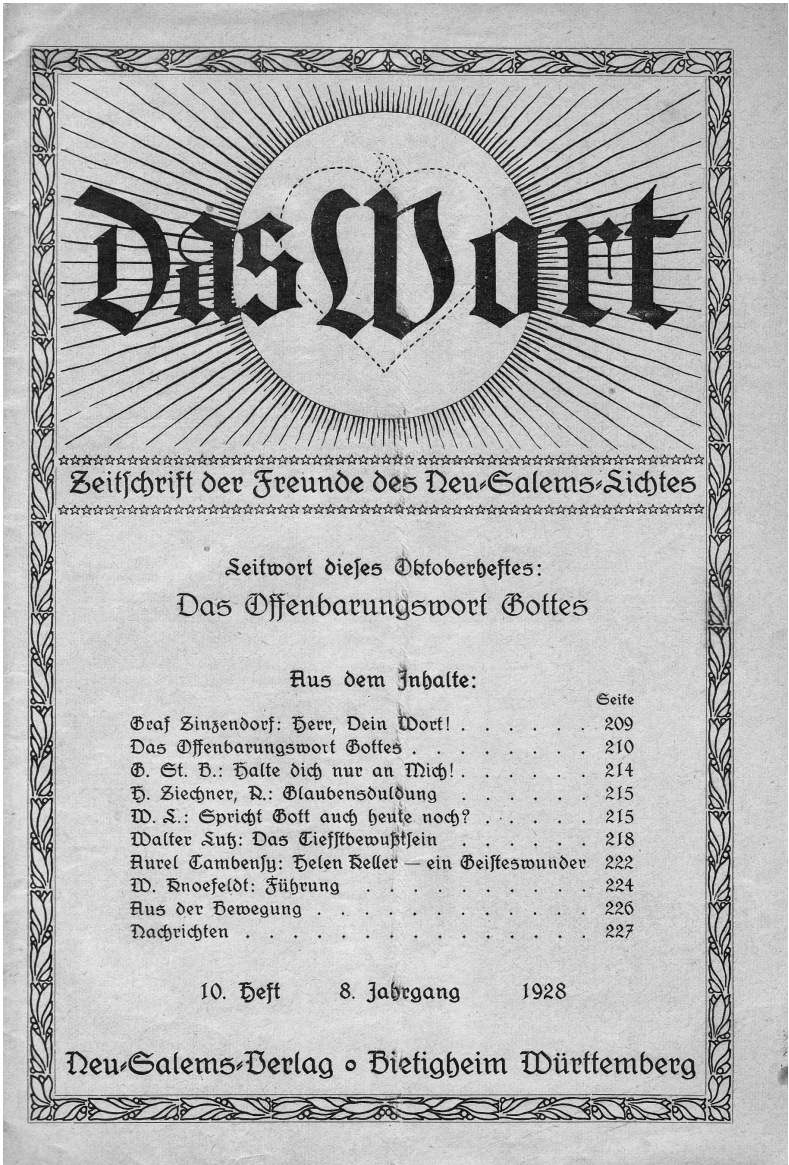 Das Wort
Zeitschrift der Freunde des Neu-Salems-Lichtes
Leitwort dieses Oktoberheftes:
Das Offenbarungswort Gottes
Aus dem Inhalte:
Seite
Graf Zinzendorf: Herr, Dein Wort! . . . . . . 209
Das Offenbarungswort Gottes . . . . . . . . 210
G. St. B.: Halte dich nur an Mich! . . . . . . 214
H. Ziechner, R.: Glaubensduldung . . . . . . 215
W. L.: Spricht Gott auch heute noch? . . . . . 215
Walter Lutz: Das Tiefstbewußtsein . . . . . . 218
Aurel Tambensy: Helen Keller — ein Geisteswunder 222
W. Knoefeldt: Führung . . . . . . . . . . 224
Aus der Bewegung . . . . . . . . . . . . 226
Nachrichten . . . . . . . . . . . . . . . 227
10. Heft 8. Jahrgang 1928
Neu-Salems-Verlag o Bietigheim Württemberg